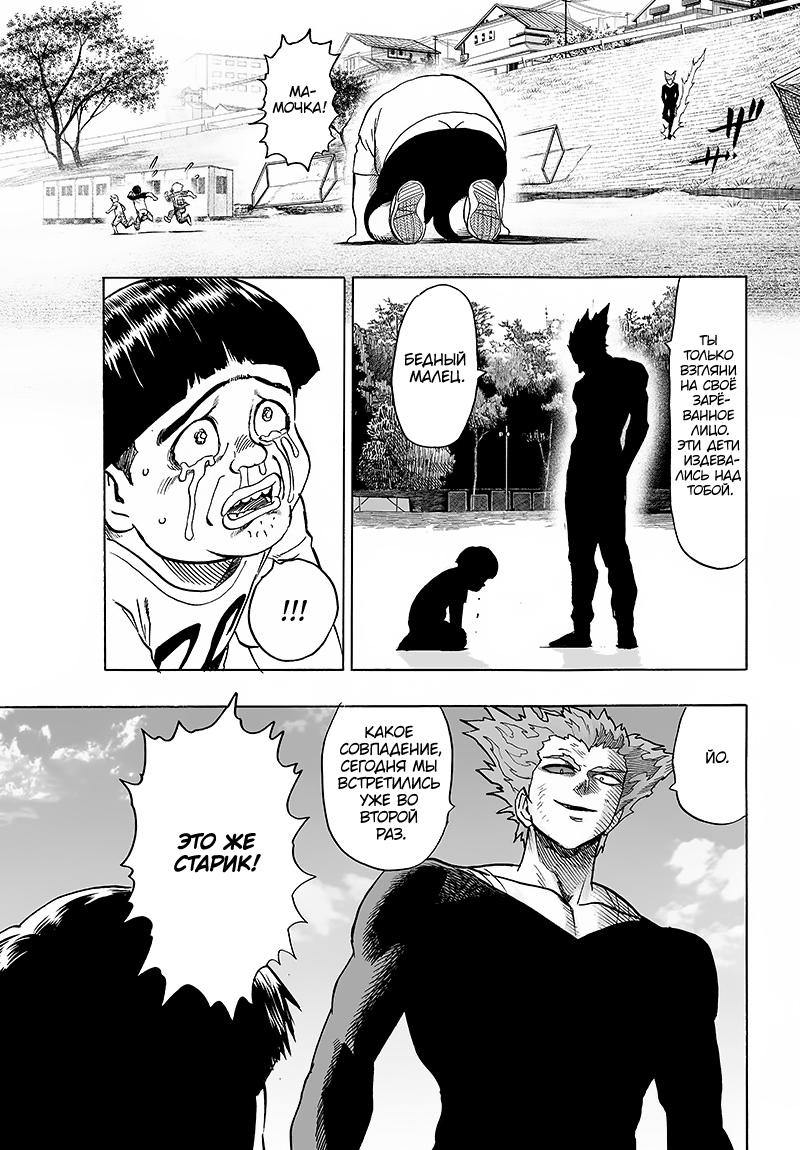 МА-
МОЧКА!
ТЫ
ТОЛЬКО
ВЗГЛЯНИ
НА СВОЁ
ЗАРЁ-
ВАННОЕ
ЛИЦО.
ЭТИ ДЕТИ
ИЗДЕВА-
ЛИСЬ НАД
ТОБОЙ.
БЕДНЫЙ
МАЛЕЦ.
!!!
ЙО.
КАКОЕ
СОВПАДЕНИЕ,
СЕГОДНЯ МЫ
ВСТРЕТИЛИСЬ
УЖЕ ВО
ВТОРОЙ
РАЗ.
ЭТО ЖЕ
СТАРИК!